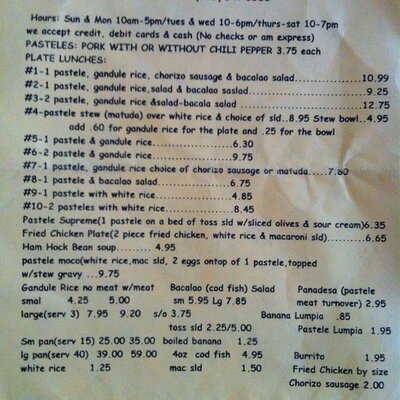 Hours: Sun & Mon 10am-5pm/tues & wed 10-6pm/thurs-sat 10-7pm
we accept credit, debit cards & cash (No checks or am express)
PASTELES: PORK WITH OR WITHOUT CHILI PEPPER 3.75 each
PLATE LUNCHES:
#1-1 pastele, gandule rice, chorizo sausage & bacalao salad..................10.99
#2-1 pastele, gandule rice,salad & bacalao saslad.............................9.25
#3-2 pastele, gandule rice &salad-bacala salad ..............................12.75
#4-pastele stew (matuda) over white rice & choice of sld..8.95 Stew bowl..4.95
add .60 for gandule rice for the plate and .25 for the bowl
#5-1 pastele & gandule rice....................6.30
#6-2 pastele & gandule rice....................9.75
#7-1 pastele, gandule rice choice of chorizo sausage or matuda.....7.80
#8-1 pastele & bacalao salad..................6.75
#9-1 pastele with white rice...................4.85
#10-2 pasteles with white rice................8.45
Pastele Supreme(1 pastele on a bed of toss sld w/sliced olives & sour cream)6.35
Fried Chicken Plate(2 piece fried chicken, white rice & macaroni sld)..........6.65
Ham Hock Bean soup......... 4.95
pastele moco(white rice,mac sld, 2 eggs ontop of 1 pastele,topped
w/stew gravy ...9.75
Gandule Rice no meat w/meat Bacalao (cod fish) Salad Panadesa (pastele
smal 4.25 5.00 sm 5.95 Lg 7.85 meat turnover) 2.95
large(serv 3) 7.95 9.20 s/o 3.75 Banana Lumpia .85
toss sld 2.25/5.00 Pastele Lumpia 1.95
Sm pan(serv 15) 25.00 35.00 boiled banana 1.25
lg pan(serv 40) 39.00 59.00 4oz cod fish 4.95 Burrito 1.95
white rice 1.25 mac sld 1.50 Fried Chicken by size
Chorizo sausage 2.00